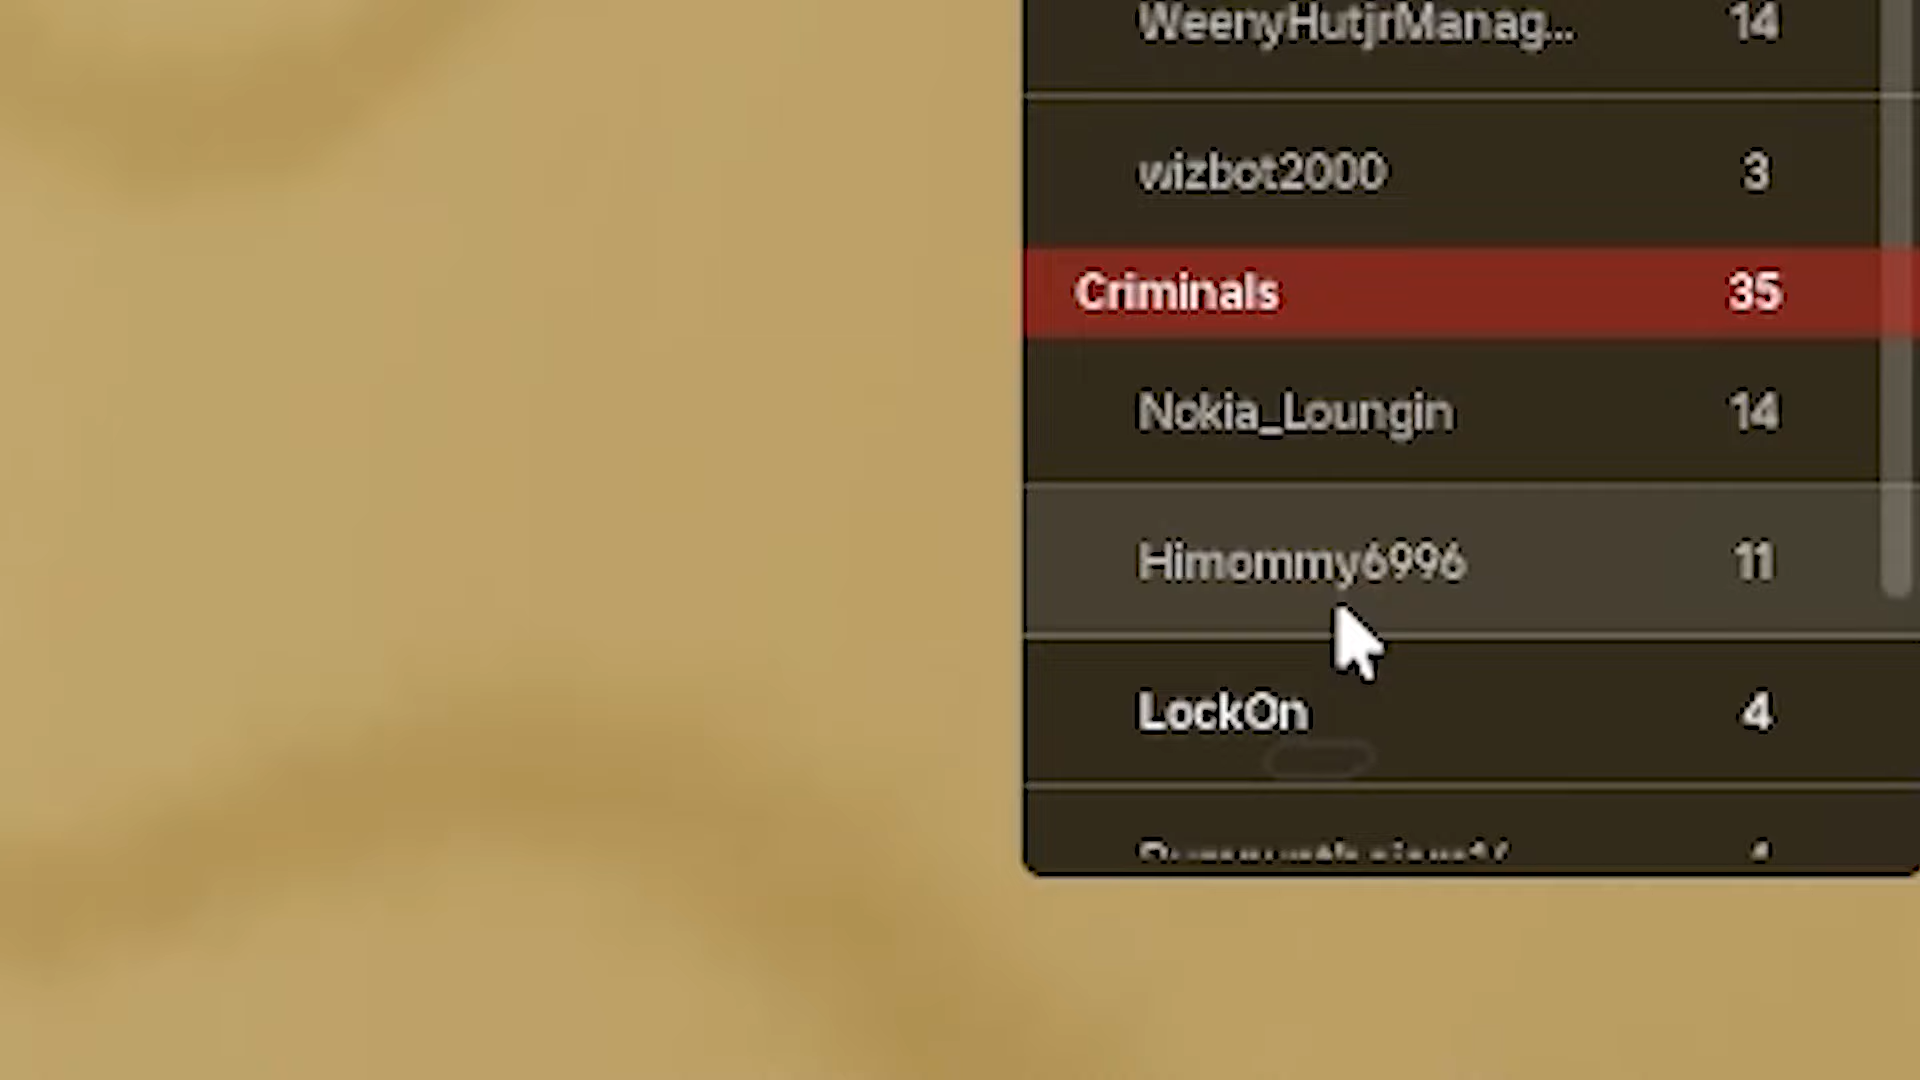 WeenyHutjrManag... 14
wizbot2000 3
Criminals 35
Nokia_Loungin 14
Himommy6996 11
LockOn 4